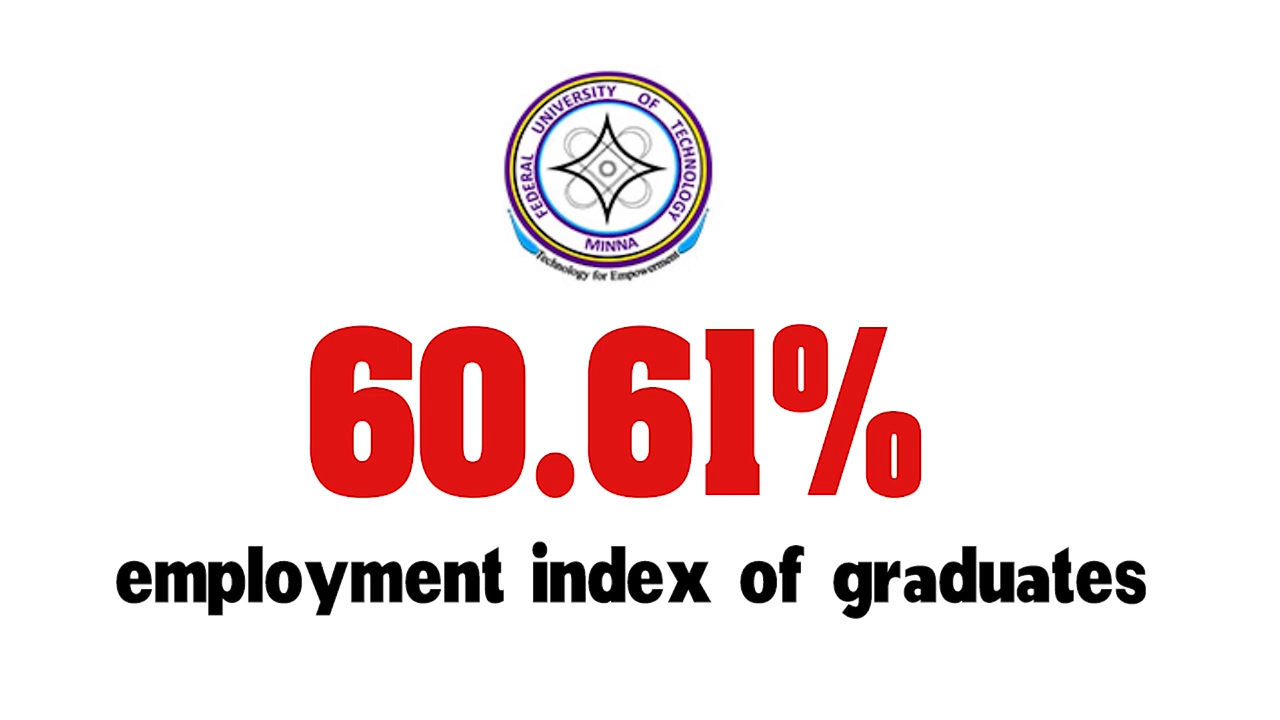 FEDERAL UNIVERSITY OF TECHNOLOGY
MINNA
Technology for Empowerment
60.61%
employment index of graduates